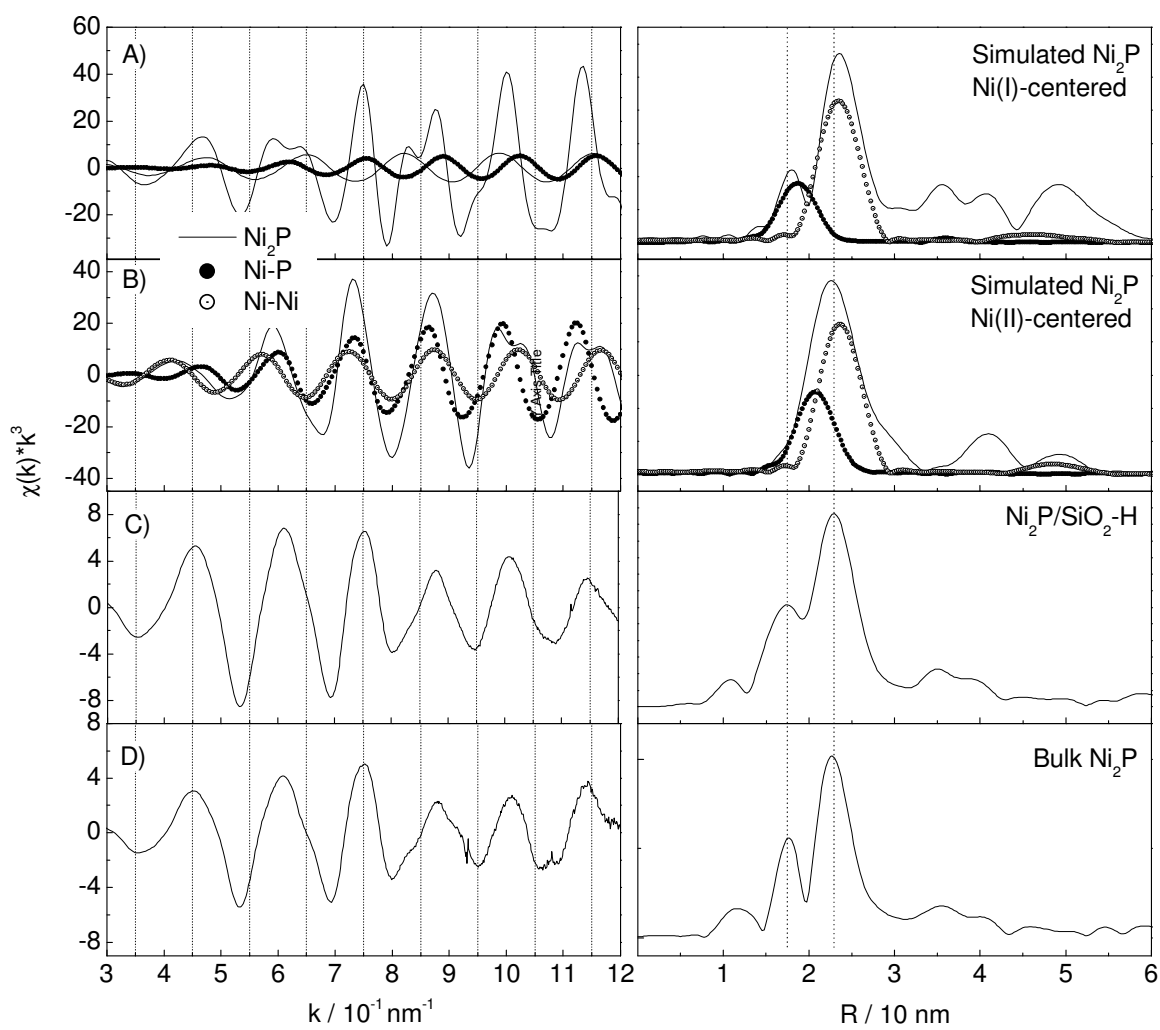 60
40
20
0
-20
A)
Ni₂P
Ni-P
Ni-Ni
Simulated Ni₂P
Ni(I)-centered
40
20
0
-20
-40
B)
Axis title
Simulated Ni₂P
Ni(II)-centered
χ(k)*k³
8
4
0
-4
-8
C)
Ni₂P/SiO₂-H
8
4
0
-4
-8
D)
Bulk Ni₂P
3 4 5 6 7 8 9 10 11 12
1 2 3 4 5 6
k / 10⁻¹ nm⁻¹
R / 10 nm